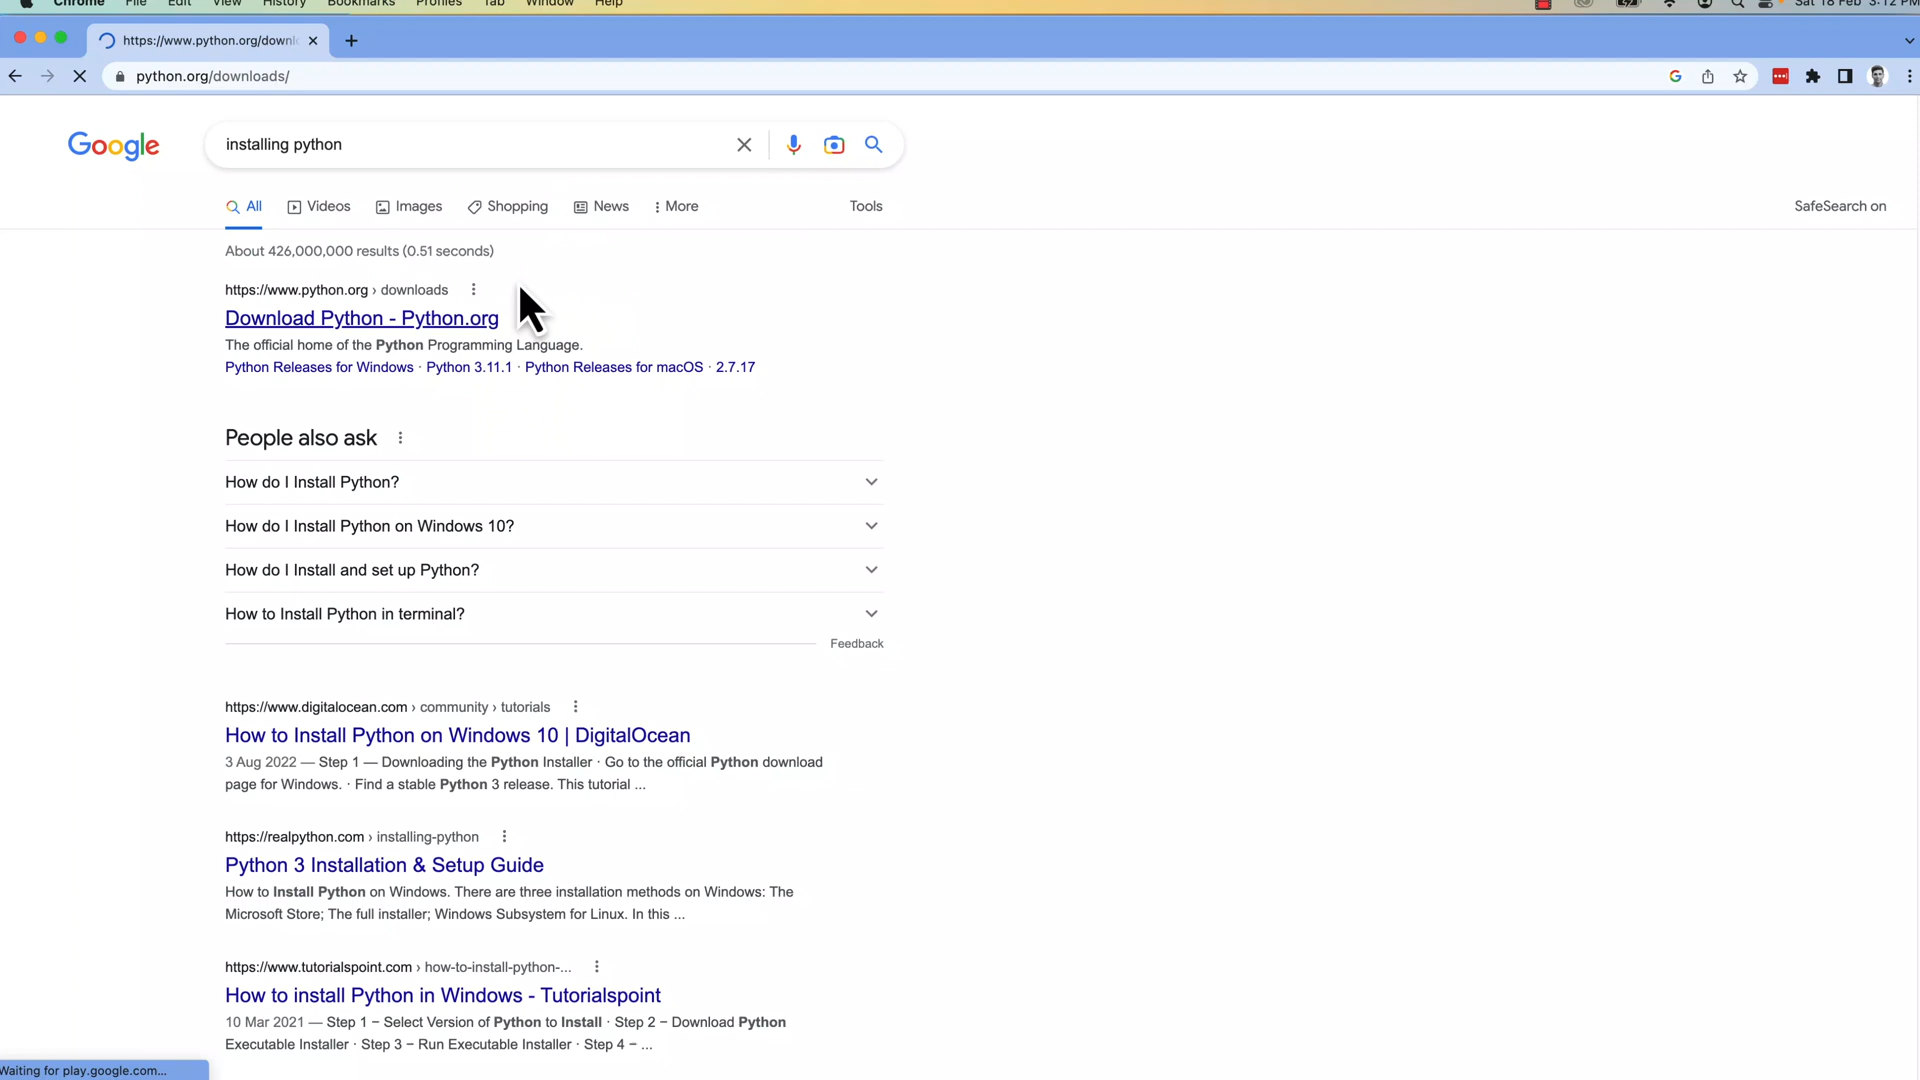 Chrome File Edit View History Bookmarks Profiles Tab Window Help Sat 18 Feb 3:12 PM
https://www.python.org/downl
python.org/downloads/
Google
installing python
All Videos Images Shopping News More Tools SafeSearch on
About 426,000,000 results (0.51 seconds)
https://www.python.org › downloads
Download Python - Python.org
The official home of the Python Programming Language.
Python Releases for Windows · Python 3.11.1 · Python Releases for macOS · 2.7.17
People also ask
How do I Install Python?
How do I Install Python on Windows 10?
How do I Install and set up Python?
How to Install Python in terminal?
Feedback
https://www.digitalocean.com › community › tutorials
How to Install Python on Windows 10 | DigitalOcean
3 Aug 2022 — Step 1 — Downloading the Python Installer · Go to the official Python download
page for Windows. · Find a stable Python 3 release. This tutorial ...
https://realpython.com › installing-python
Python 3 Installation & Setup Guide
How to Install Python on Windows. There are three installation methods on Windows: The
Microsoft Store; The full installer; Windows Subsystem for Linux. In this ...
https://www.tutorialspoint.com › how-to-install-python-...
How to install Python in Windows - Tutorialspoint
10 Mar 2021 — Step 1 − Select Version of Python to Install · Step 2 − Download Python
Executable Installer · Step 3 − Run Executable Installer · Step 4 − ...
Waiting for play.google.com...